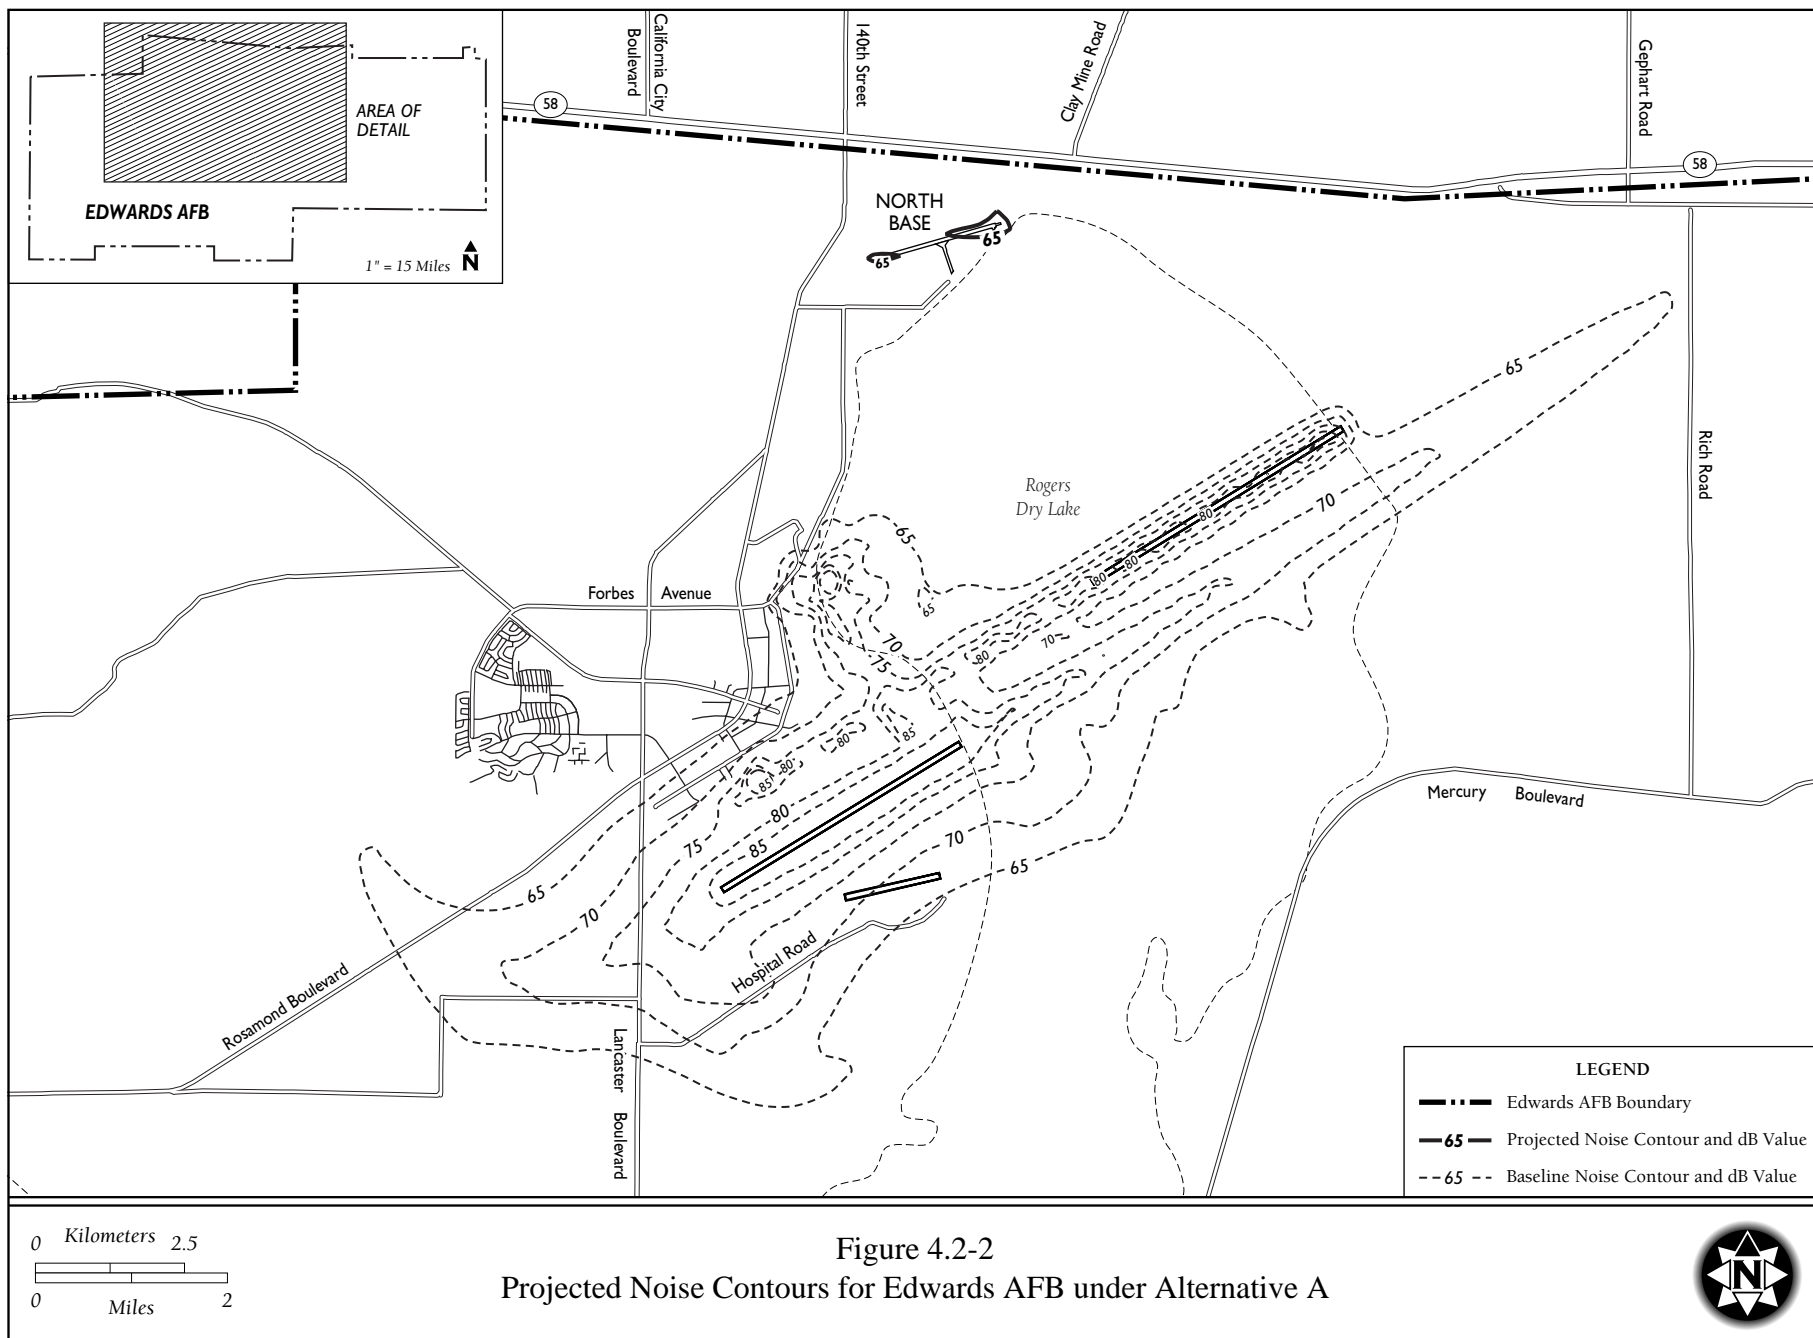 AREA OF
DETAIL
EDWARDS AFB
1" = 15 Miles
N
California City
Boulevard
140th Street
Clay Mine Road
Gephart Road
58
58
NORTH
BASE
65
65
65
Rich Road
Rogers
Dry Lake
70
80
80
80
65
65
Forbes Avenue
70
75
80
70
85
80
80
85
80
75
85
70
65
65
70
Mercury Boulevard
Hospital Road
Rosamond Boulevard
Lancaster Boulevard
LEGEND
Edwards AFB Boundary
65 Projected Noise Contour and dB Value
65 Baseline Noise Contour and dB Value
0 Kilometers 2.5
0 Miles 2
Figure 4.2-2
Projected Noise Contours for Edwards AFB under Alternative A
N